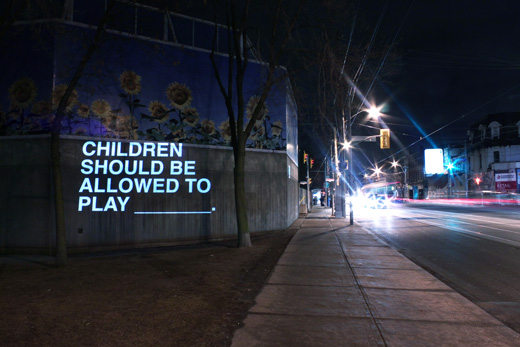 CHILDREN
SHOULD BE
ALLOWED TO
PLAY ________.